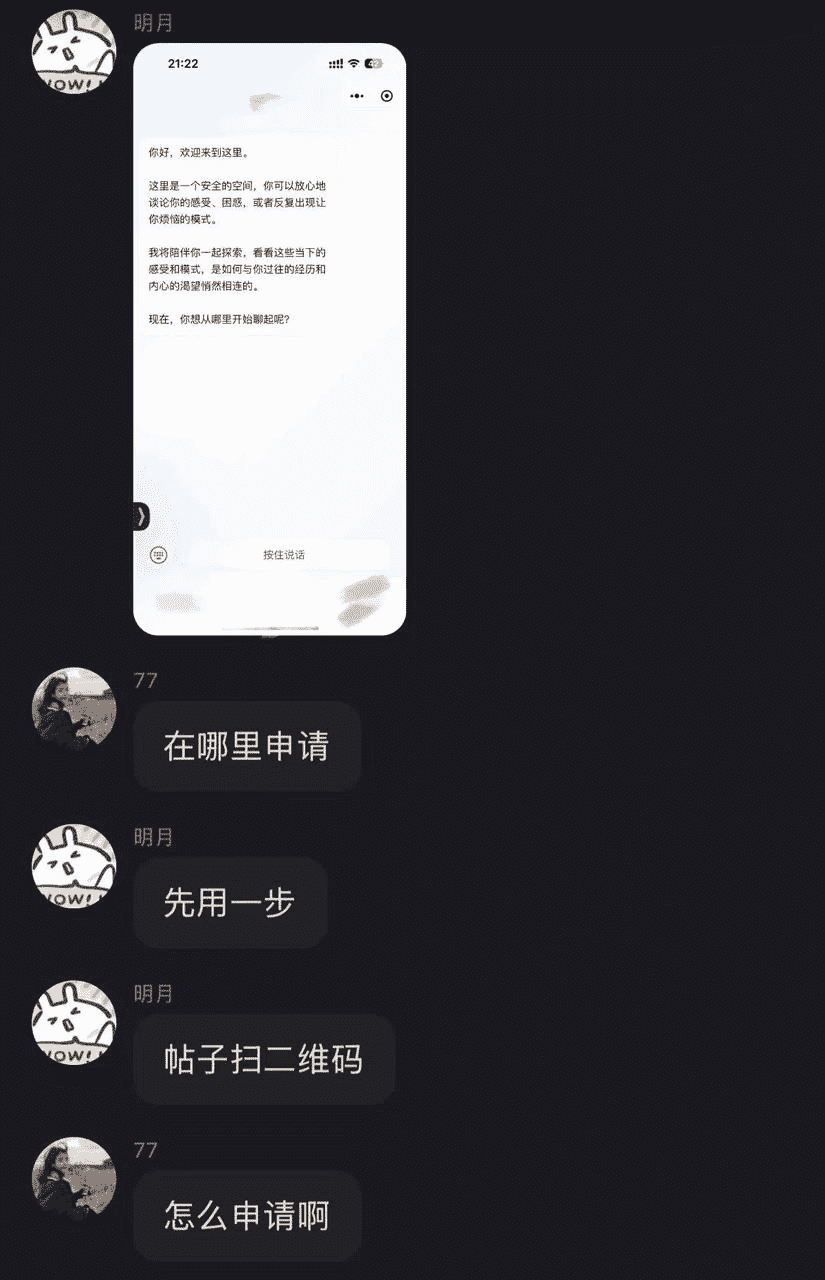 明月
21:22
42
你好，欢迎来到这里。
这里是一个安全的空间，你可以放心地
谈论你的感受、困惑，或者反复出现让
你烦恼的模式。
我将陪伴你一起探索，看看这些当下的
感受和模式，是如何与你过往的经历和
内心的渴望悄然相连的。
现在，你想从哪里开始聊起呢？
按住说话
77
在哪里申请
WOW!
明月
先用一步
WOW!
明月
帖子扫二维码
WOW!
77
怎么申请啊